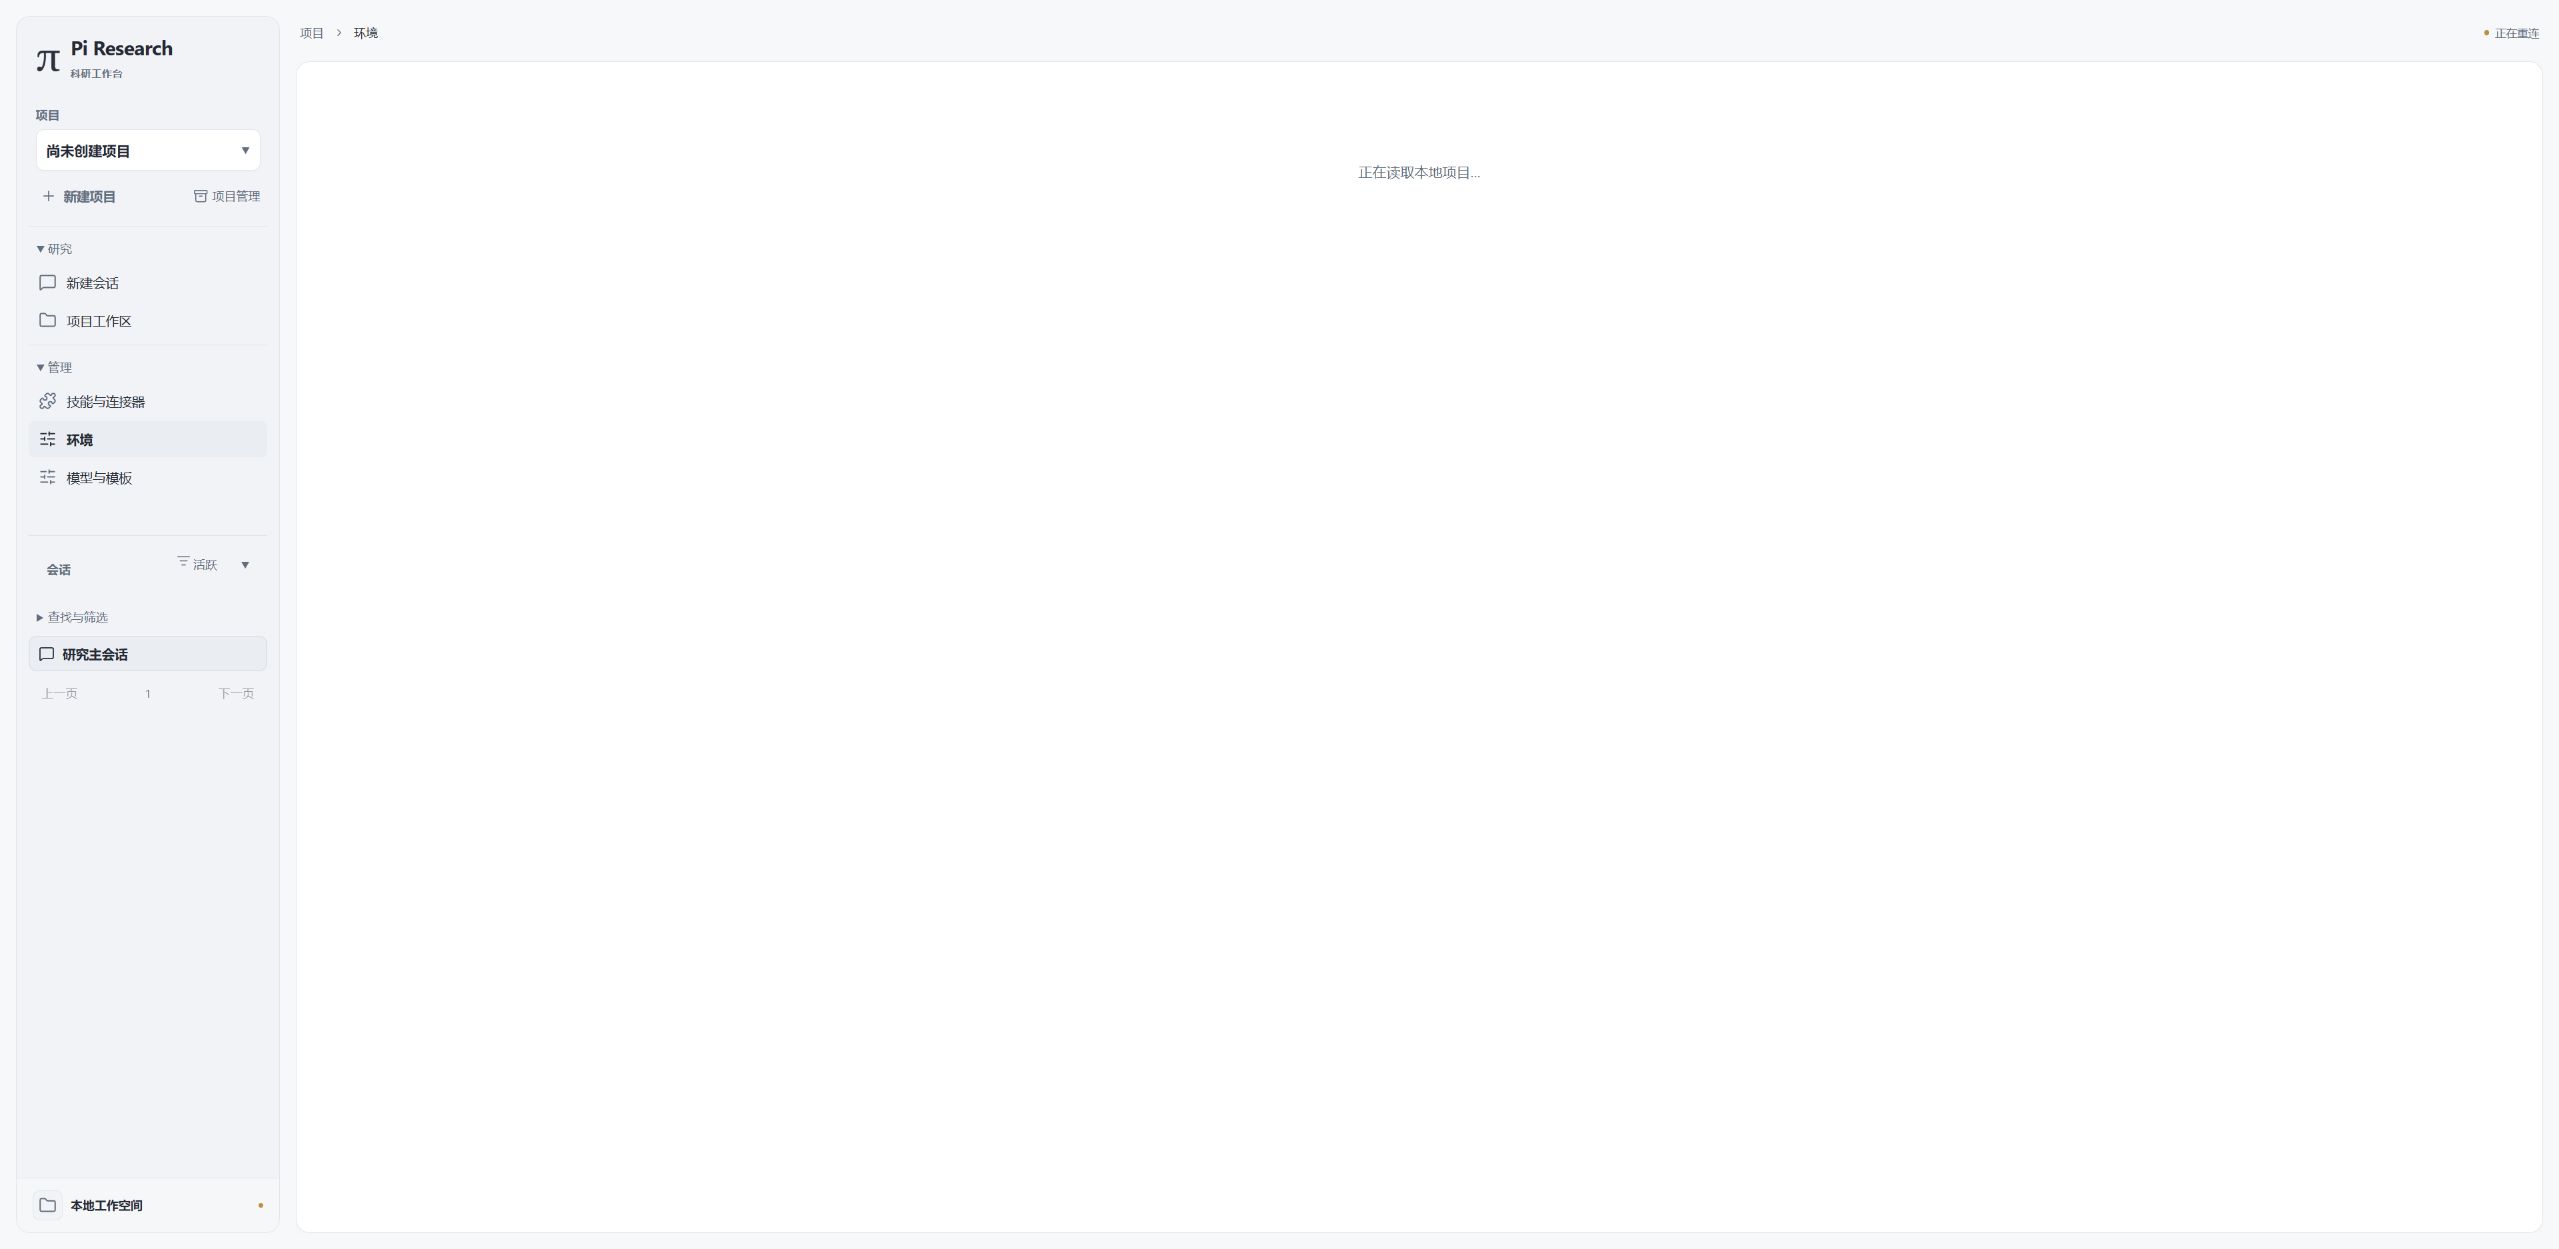 π Pi Research
科研工作台
项目
尚未创建项目
新建项目
项目管理
研究
新建会话
项目工作区
管理
技能与连接器
环境
模型与模板
会话
活跃
查找与筛选
研究主会话
上一页 1 下一页
本地工作空间
项目 › 环境
正在重连
正在读取本地项目...